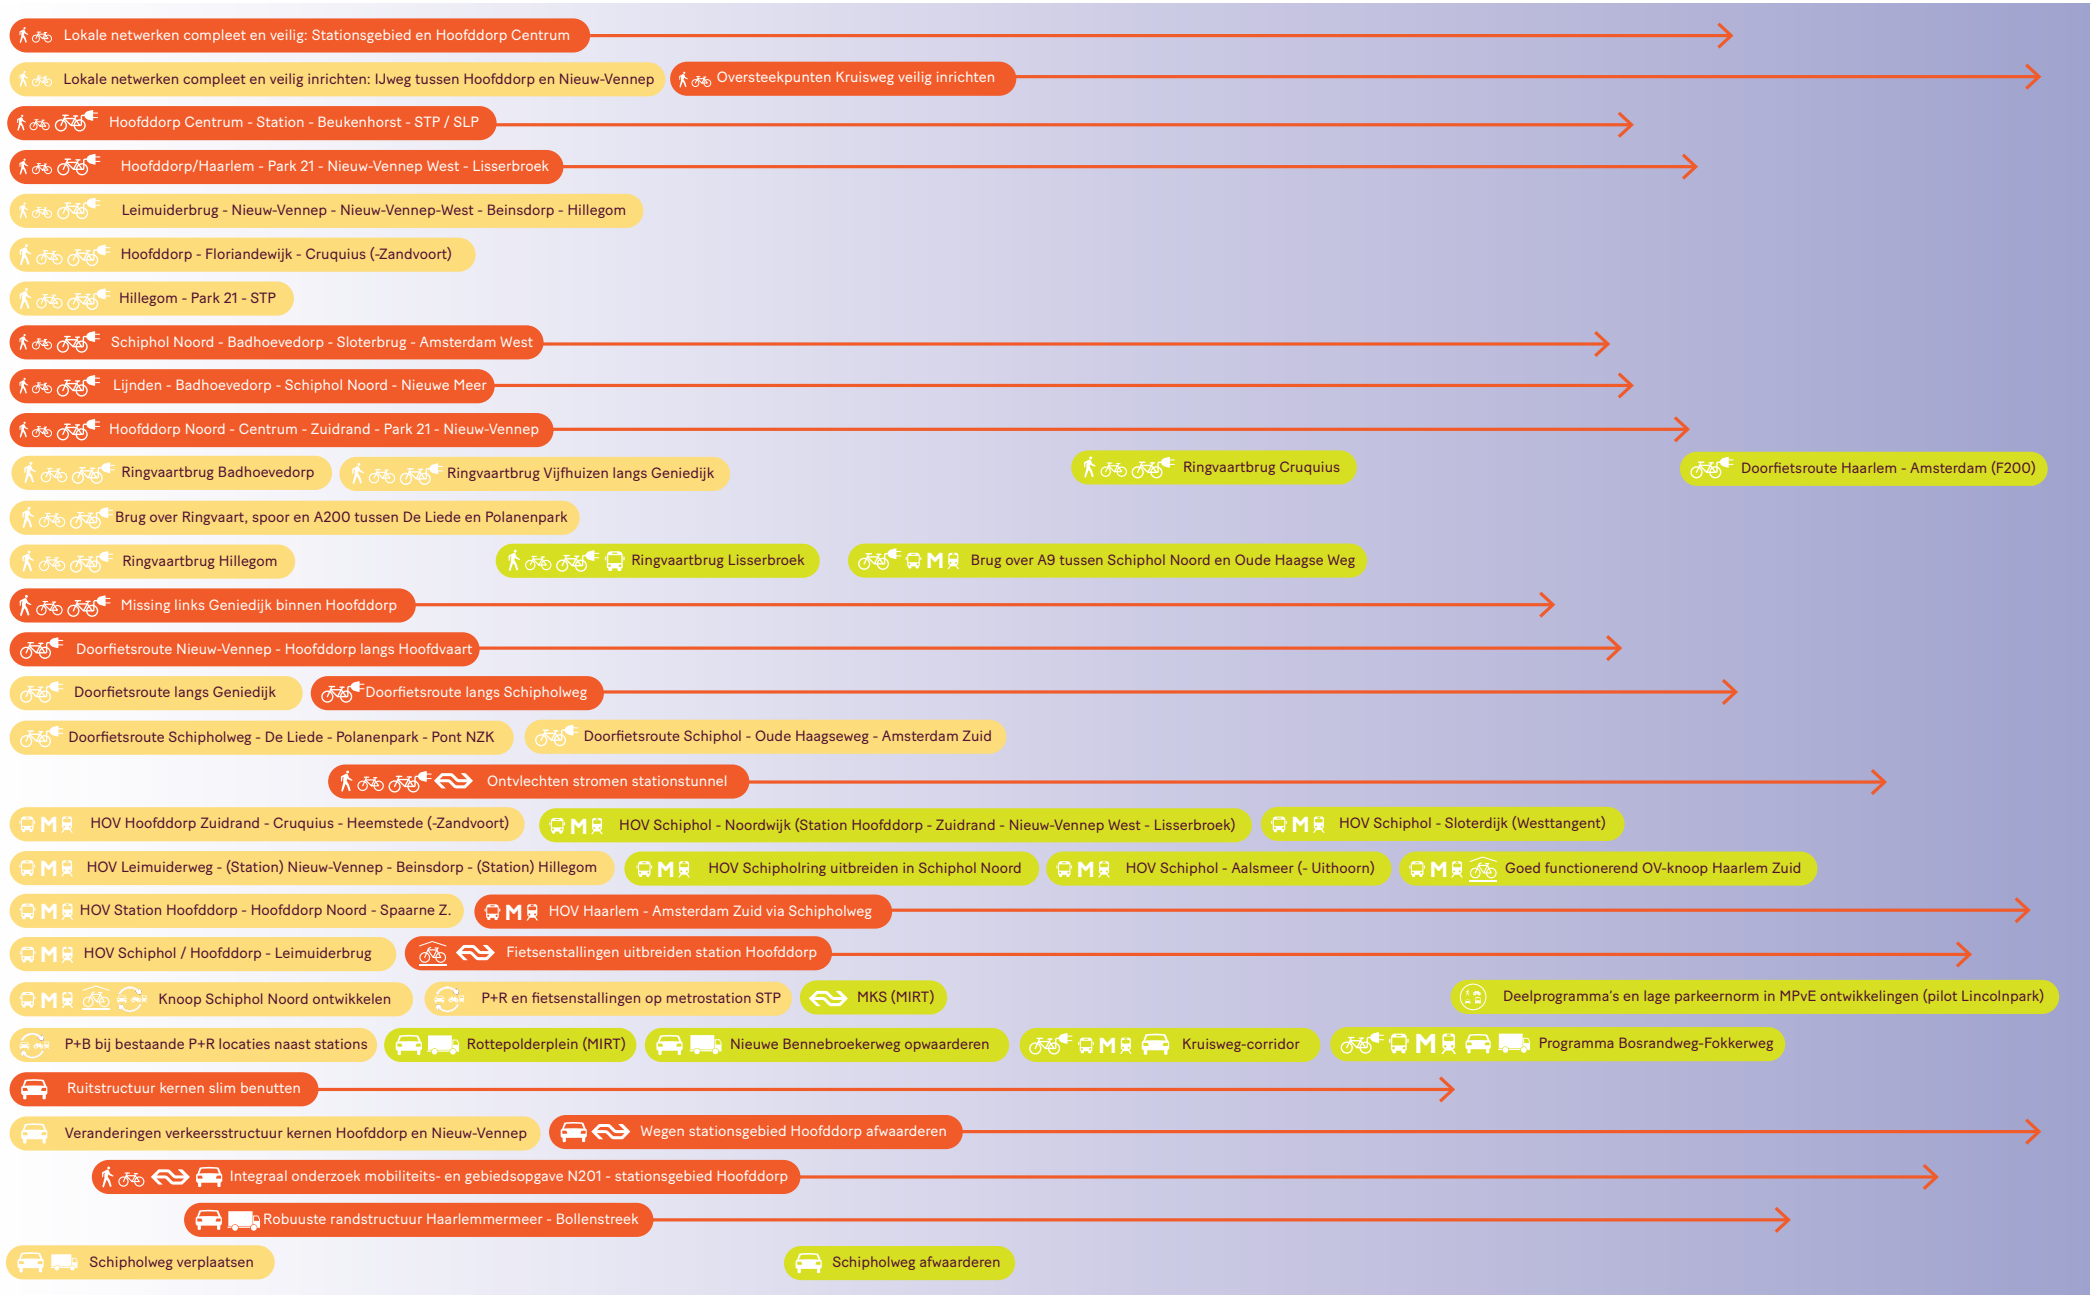 Lokale netwerken compleet en veilig: Stationsgebied en Hoofddorp Centrum
Lokale netwerken compleet en veilig inrichten: IJweg tussen Hoofddorp en Nieuw-Vennep
Oversteekpunten Kruisweg veilig inrichten
Hoofddorp Centrum - Station - Beukenhorst - STP / SLP
Hoofddorp/Haarlem - Park 21 - Nieuw-Vennep West - Lisserbroek
Leimuiderbrug - Nieuw-Vennep - Nieuw-Vennep-West - Beinsdorp - Hillegom
Hoofddorp - Floriandewijk - Cruquius (-Zandvoort)
Hillegom - Park 21 - STP
Schiphol Noord - Badhoevedorp - Sloterbrug - Amsterdam West
Lijnden - Badhoevedorp - Schiphol Noord - Nieuwe Meer
Hoofddorp Noord - Centrum - Zuidrand - Park 21 - Nieuw-Vennep
Ringvaartbrug Badhoevedorp
Ringvaartbrug Vijfhuizen langs Geniedijk
Ringvaartbrug Cruquius
Doorfietsroute Haarlem - Amsterdam (F200)
Brug over Ringvaart, spoor en A200 tussen De Liede en Polanenpark
Ringvaartbrug Hillegom
Ringvaartbrug Lisserbroek
M Brug over A9 tussen Schiphol Noord en Oude Haagse Weg
Missing links Geniedijk binnen Hoofddorp
Doorfietsroute Nieuw-Vennep - Hoofddorp langs Hoofdvaart
Doorfietsroute langs Geniedijk
Doorfietsroute langs Schipholweg
Doorfietsroute Schipholweg - De Liede - Polanenpark - Pont NZK
Doorfietsroute Schiphol - Oude Haagseweg - Amsterdam Zuid
Ontvlechten stromen stationstunnel
M HOV Hoofddorp Zuidrand - Cruquius - Heemstede (-Zandvoort)
M HOV Schiphol - Noordwijk (Station Hoofddorp - Zuidrand - Nieuw-Vennep West - Lisserbroek)
M HOV Schiphol - Sloterdijk (Westtangent)
M HOV Leimuiderweg - (Station) Nieuw-Vennep - Beinsdorp - (Station) Hillegom
M HOV Schipholring uitbreiden in Schiphol Noord
M HOV Schiphol - Aalsmeer (- Uithoorn)
M Goed functionerend OV-knoop Haarlem Zuid
M HOV Station Hoofddorp - Hoofddorp Noord - Spaarne Z.
M HOV Haarlem - Amsterdam Zuid via Schipholweg
M HOV Schiphol / Hoofddorp - Leimuiderbrug
Fietsenstallingen uitbreiden station Hoofddorp
M Knoop Schiphol Noord ontwikkelen
P+R en fietsenstallingen op metrostation STP
MKS (MIRT)
Deelprogramma's en lage parkeernorm in MPvE ontwikkelingen (pilot Lincolnpark)
P+B bij bestaande P+R locaties naast stations
Rottepolderplein (MIRT)
Nieuwe Bennebroekerweg opwaarderen
M Kruisweg-corridor
M Programma Bosrandweg-Fokkerweg
Ruitstructuur kernen slim benutten
Veranderingen verkeersstructuur kernen Hoofddorp en Nieuw-Vennep
Wegen stationsgebied Hoofddorp afwaarderen
Integraal onderzoek mobiliteits- en gebiedsopgave N201 - stationsgebied Hoofddorp
Robuuste randstructuur Haarlemmermeer - Bollenstreek
Schipholweg verplaatsen
Schipholweg afwaarderen